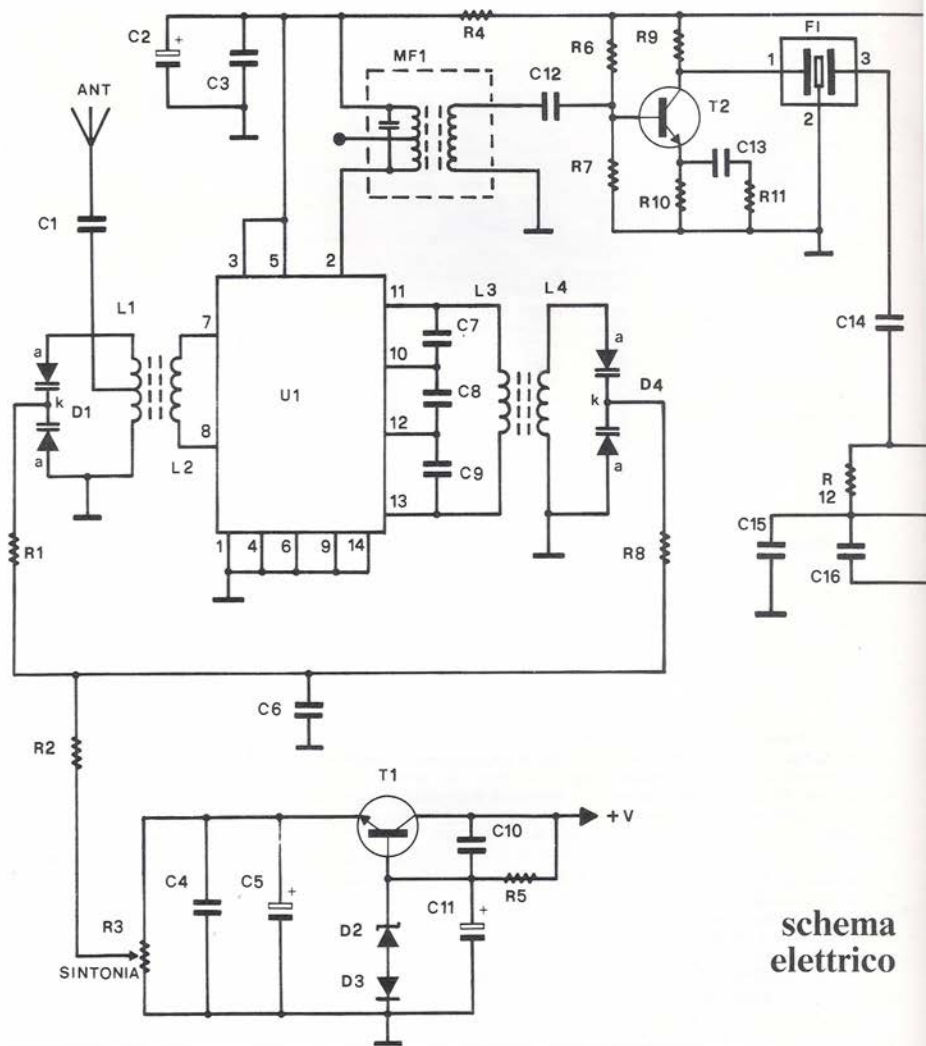 C2
+
C3
ANT
C1
R4
MF1
C12
R6
R9
FI
1
3
2
T2
R7
C13
R10
R11
3
5
2
L1
7
a
D1
k
a
8
L2
U1
11
10
12
13
C7
C8
C9
L3
L4
a
k
D4
a
C14
R
12
C15
C16
1
4
6
9
14
R1
R8
C6
R2
T1
+V
C10
R5
C4
C5
+
C11
+
R3
SINTONIA
D2
D3
schema
elettrico